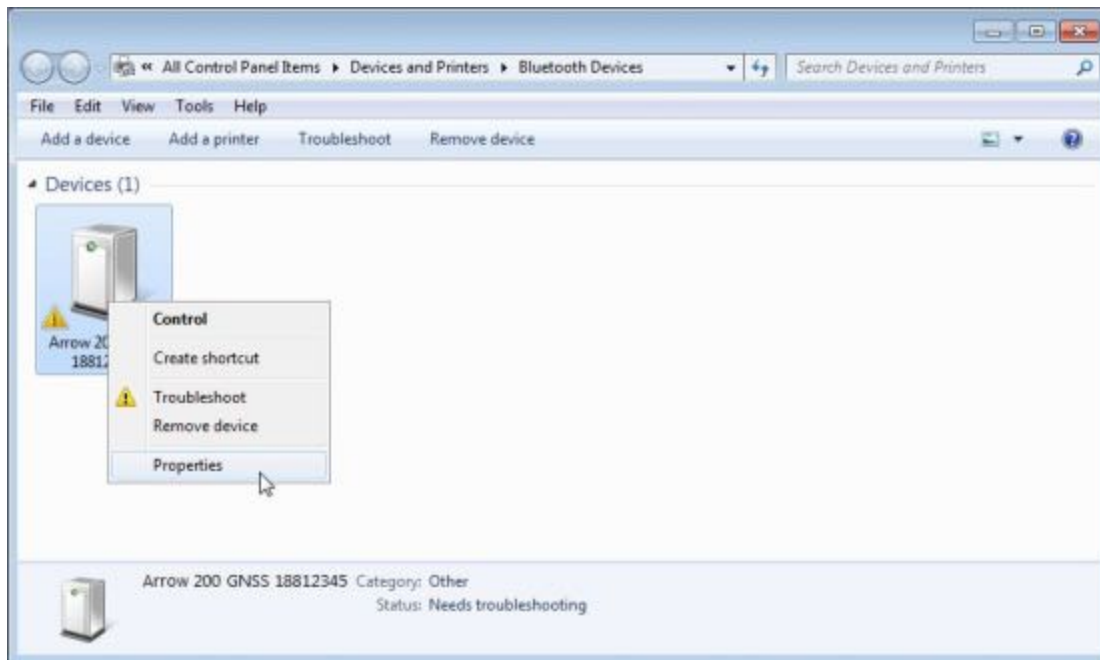 « All Control Panel Items ▸ Devices and Printers ▸ Bluetooth Devices
Search Devices and Printers
File Edit View Tools Help
Add a device Add a printer Troubleshoot Remove device
Devices (1)
Arrow 20
1881
Control
Create shortcut
Troubleshoot
Remove device
Properties
Arrow 200 GNSS 18812345 Category: Other
Status: Needs troubleshooting